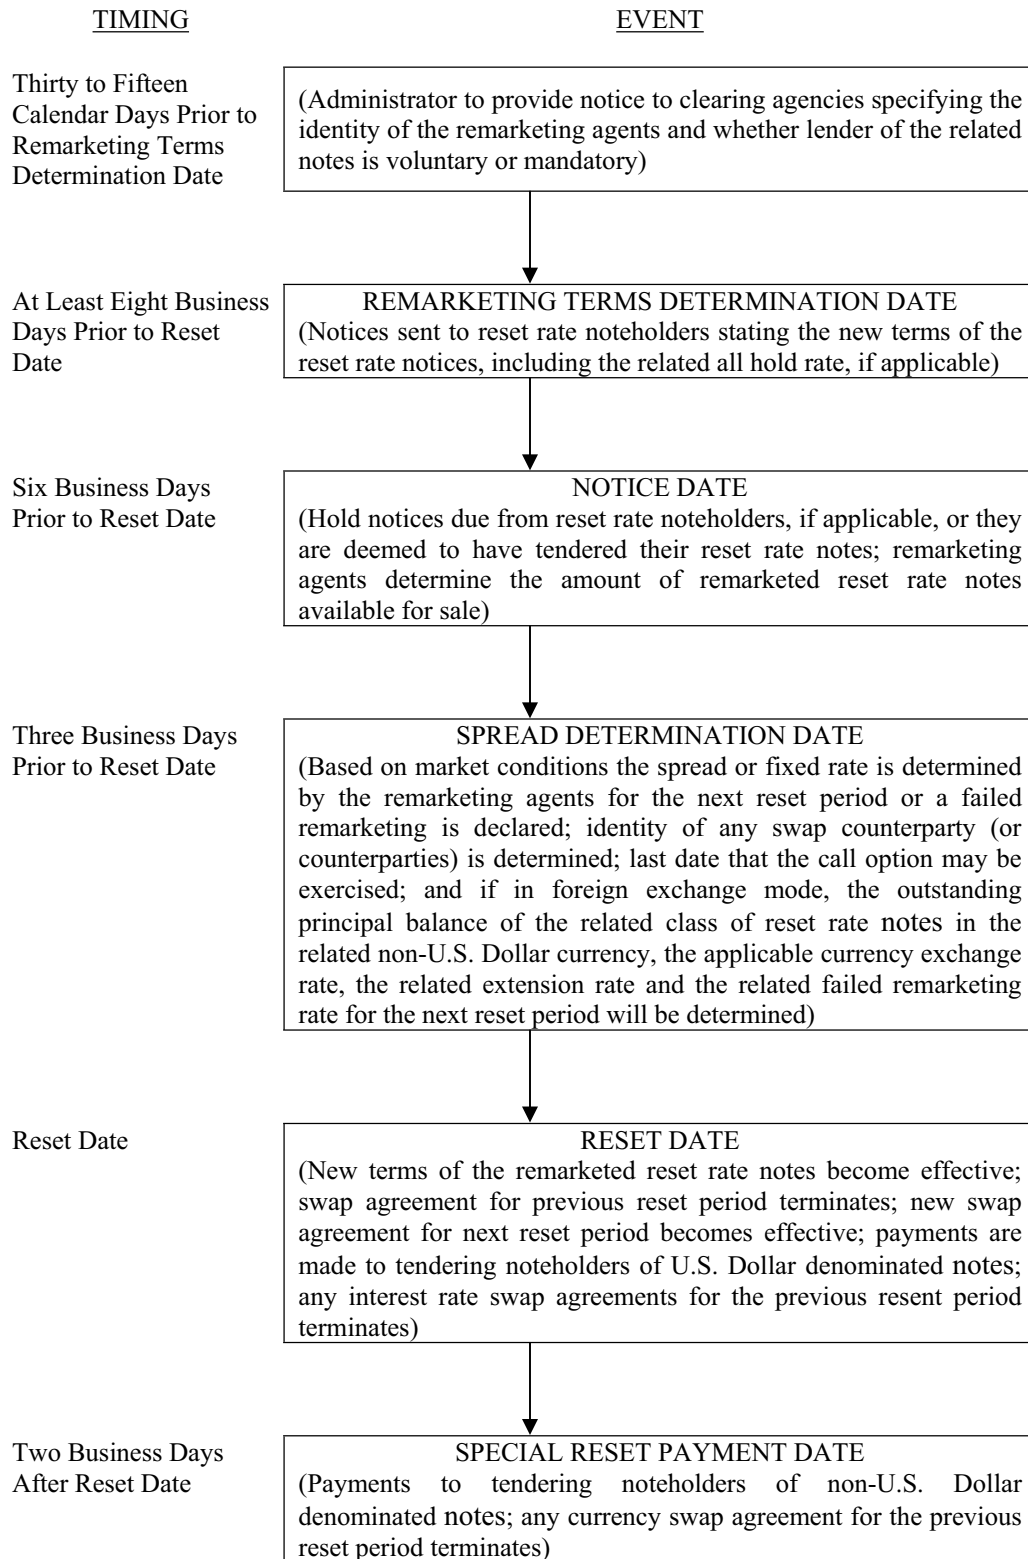 TIMING
EVENT
Thirty to Fifteen
Calendar Days Prior to
Remarketing Terms
Determination Date
(Administrator to provide notice to clearing agencies specifying the
identity of the remarketing agents and whether lender of the related
notes is voluntary or mandatory)
At Least Eight Business
Days Prior to Reset
Date
REMARKETING TERMS DETERMINATION DATE
(Notices sent to reset rate noteholders stating the new terms of the
reset rate notices, including the related all hold rate, if applicable)
Six Business Days
Prior to Reset Date
NOTICE DATE
(Hold notices due from reset rate noteholders, if applicable, or they
are deemed to have tendered their reset rate notes; remarketing
agents determine the amount of remarketed reset rate notes
available for sale)
Three Business Days
Prior to Reset Date
SPREAD DETERMINATION DATE
(Based on market conditions the spread or fixed rate is determined
by the remarketing agents for the next reset period or a failed
remarketing is declared; identity of any swap counterparty (or
counterparties) is determined; last date that the call option may be
exercised; and if in foreign exchange mode, the outstanding
principal balance of the related class of reset rate notes in the
related non-U.S. Dollar currency, the applicable currency exchange
rate, the related extension rate and the related failed remarketing
rate for the next reset period will be determined)
Reset Date
RESET DATE
(New terms of the remarketed reset rate notes become effective;
swap agreement for previous reset period terminates; new swap
agreement for next reset period becomes effective; payments are
made to tendering noteholders of U.S. Dollar denominated notes;
any interest rate swap agreements for the previous resent period
terminates)
Two Business Days
After Reset Date
SPECIAL RESET PAYMENT DATE
(Payments to tendering noteholders of non-U.S. Dollar
denominated notes; any currency swap agreement for the previous
reset period terminates)